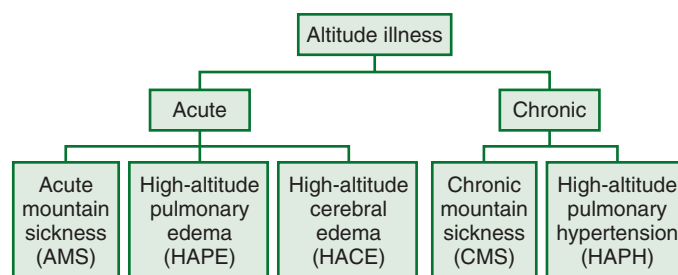 Altitude illness
Acute
Chronic
Acute
mountain
sickness
(AMS)
High-altitude
pulmonary
edema
(HAPE)
High-altitude
cerebral
edema
(HACE)
Chronic
mountain
sickness
(CMS)
High-altitude
pulmonary
hypertension
(HAPH)